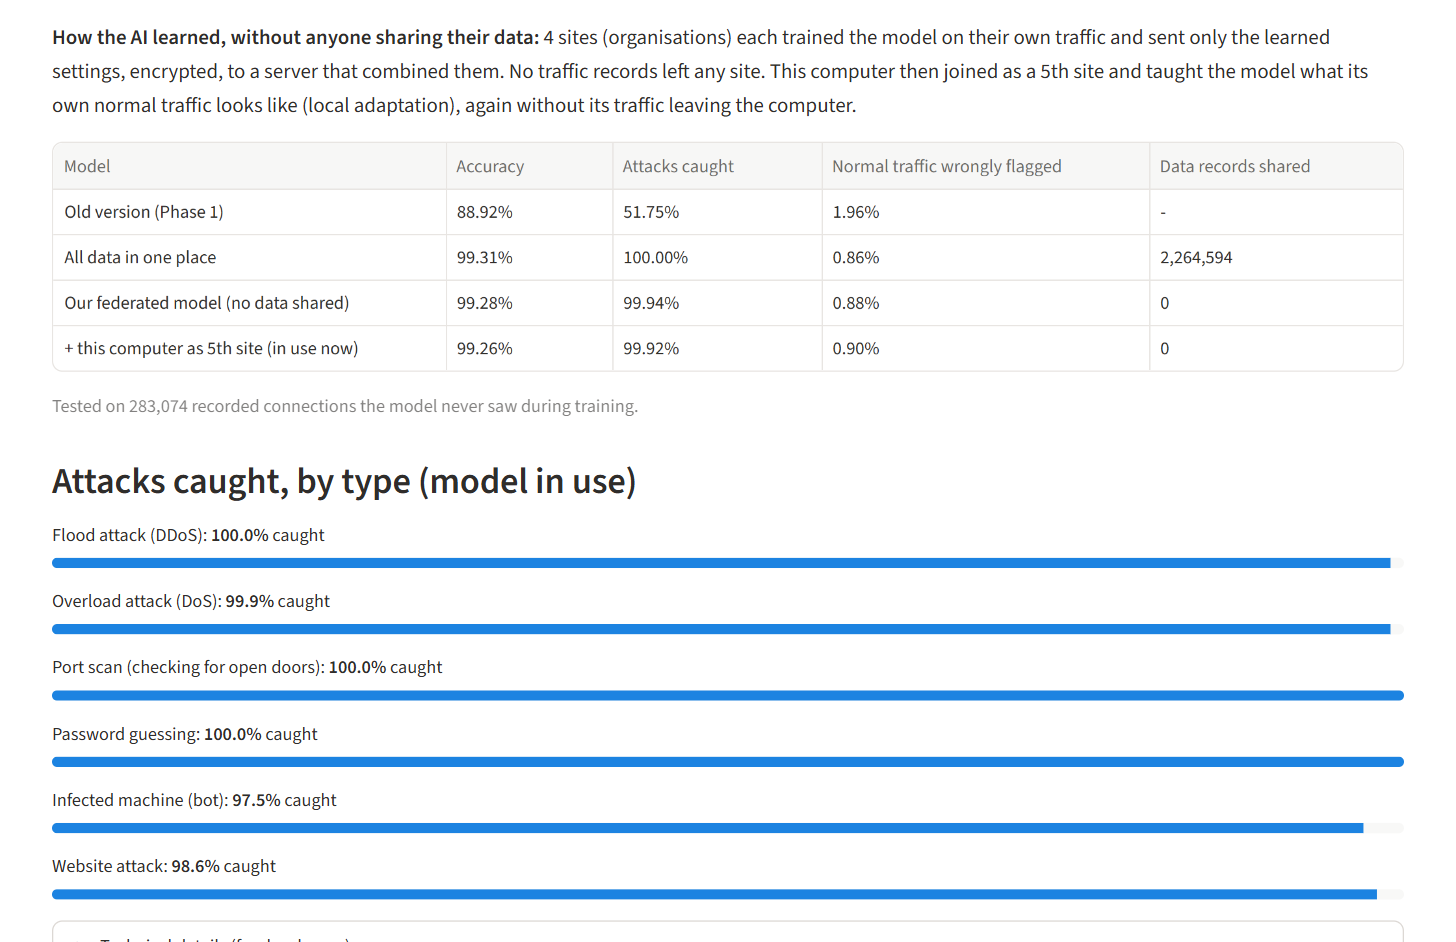 How the AI learned, without anyone sharing their data: 4 sites (organisations) each trained the model on their own traffic and sent only the learned
settings, encrypted, to a server that combined them. No traffic records left any site. This computer then joined as a 5th site and taught the model what its
own normal traffic looks like (local adaptation), again without its traffic leaving the computer.
Model Accuracy Attacks caught Normal traffic wrongly flagged Data records shared
Old version (Phase 1) 88.92% 51.75% 1.96% -
All data in one place 99.31% 100.00% 0.86% 2,264,594
Our federated model (no data shared) 99.28% 99.94% 0.88% 0
+ this computer as 5th site (in use now) 99.26% 99.92% 0.90% 0
Tested on 283,074 recorded connections the model never saw during training.
Attacks caught, by type (model in use)
Flood attack (DDoS): 100.0% caught
Overload attack (DoS): 99.9% caught
Port scan (checking for open doors): 100.0% caught
Password guessing: 100.0% caught
Infected machine (bot): 97.5% caught
Website attack: 98.6% caught